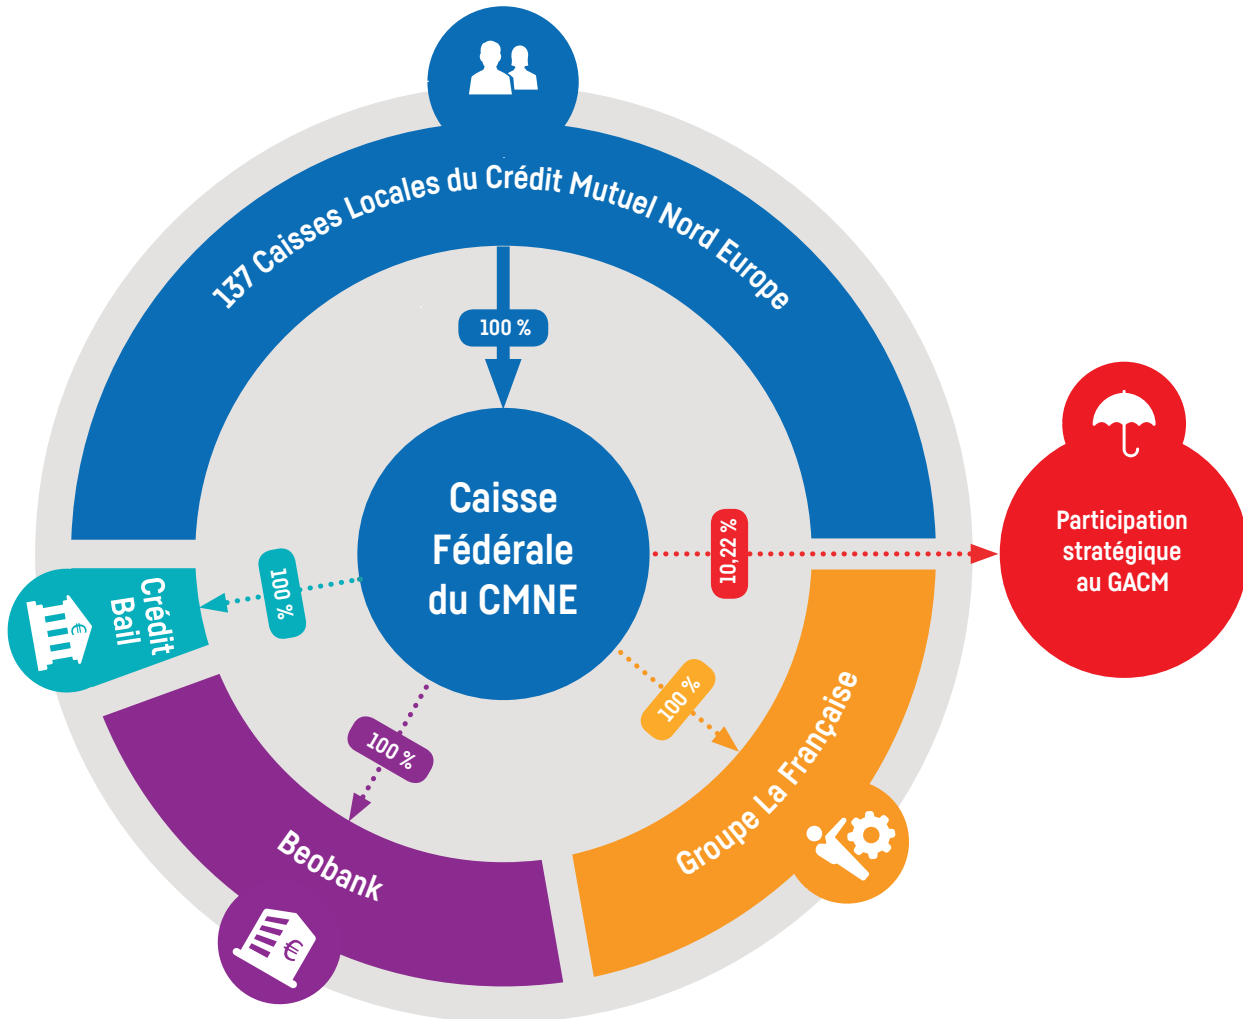 137 Caisses Locales du Crédit Mutuel Nord Europe
100 %
Caisse
Fédérale
du CMNE
10,22 %
Participation
stratégique
au GACM
100 %
Crédit
Bail
100 %
Groupe La Française
100 %
Beobank